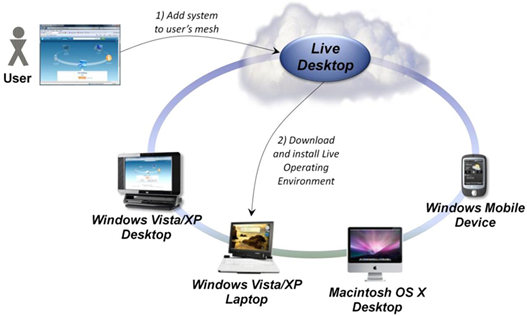 1) Add system
to user's mesh
User
Live
Desktop
2) Download
and install Live
Operating
Environment
Windows Vista/XP
Desktop
Windows Mobile
Device
Windows Vista/XP
Laptop
Macintosh OS X
Desktop